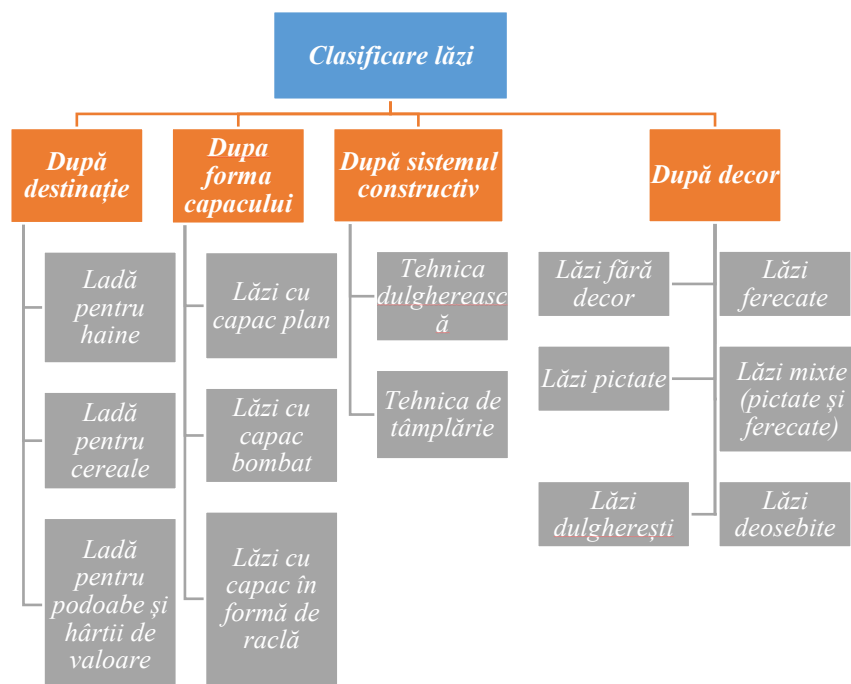 Clasificare lăzi
După
destinație
Dupa
forma
capacului
După sistemul
constructiv
După decor
Ladă
pentru
haine
Ladă
pentru
cereale
Ladă
pentru
podoabe și
hârtii de
valoare
Lăzi cu
capac plan
Lăzi cu
capac
bombat
Lăzi cu
capac în
formă de
raclă
Tehnica
dulghereasc
ă
Tehnica de
tâmplărie
Lăzi fără
decor
Lăzi
ferecate
Lăzi pictate
Lăzi mixte
(pictate și
ferecate)
Lăzi
dulgherești
Lăzi
deosebite